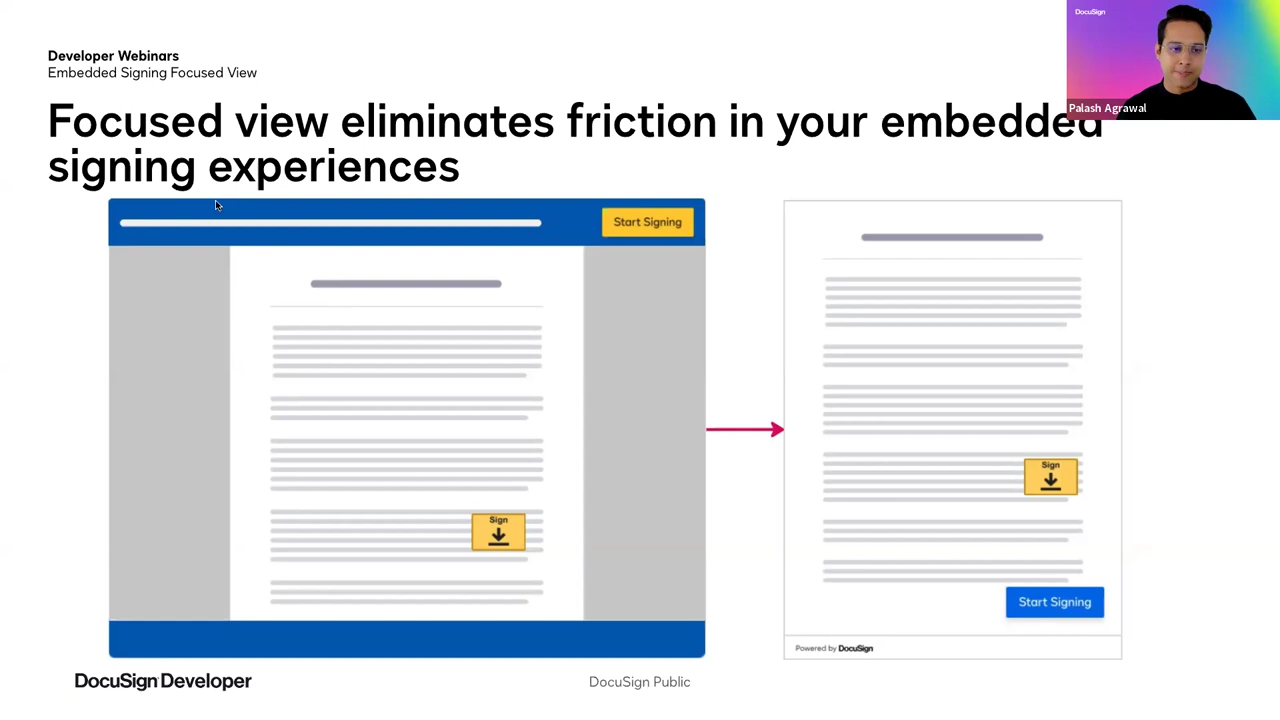 Developer Webinars
Embedded Signing Focused View
Focused view eliminates friction in your embedded
signing experiences
DocuSign
Palash Agrawal
Start Signing
Sign
Sign
Start Signing
Powered by DocuSign
DocuSign Developer
DocuSign Public